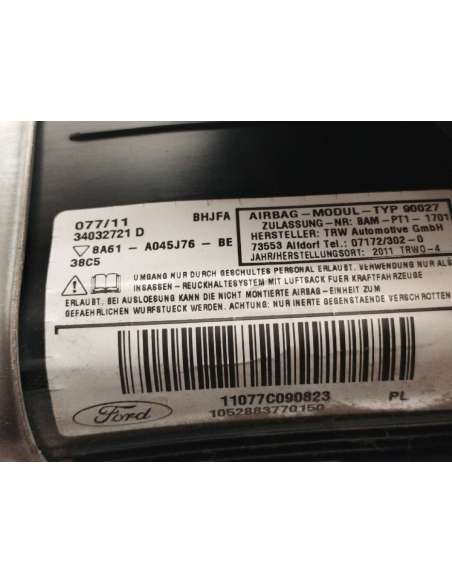 077/11 BHJFA
34032721 D
8A61 - A045J76 - BE
38C5
AIRBAG-MODUL-TYP 90027
ZULASSUNG-NR: BAM-PT1-1701
HERSTELLER: TRW Automotive GmbH
73553 Alldorf Tel.: 07172/302-0
JAHR/HERSTELLUNGSORT: 2011 TRWO-4
UMGANG NUR DURCH GESCHULTES PERSONAL ERLAUBT. EINBAU NUR ALS
INSASSEN-RUECKHALTESYSTEM MIT LUFTSACK FUER KRAFTFAHRZEUGE
DROHT. BEI AUSLOESUNG KANN DIE NICHT MONTIERTE AIRBAG-EINHEIT ZUM
GEFAEHRLICHEN WURFSTUECK WERDEN. ACHTUNG: NUR INERTE GEGENSTAENDE VERSCHROTTEN
Ford
11077C090823 PL
1052883770150